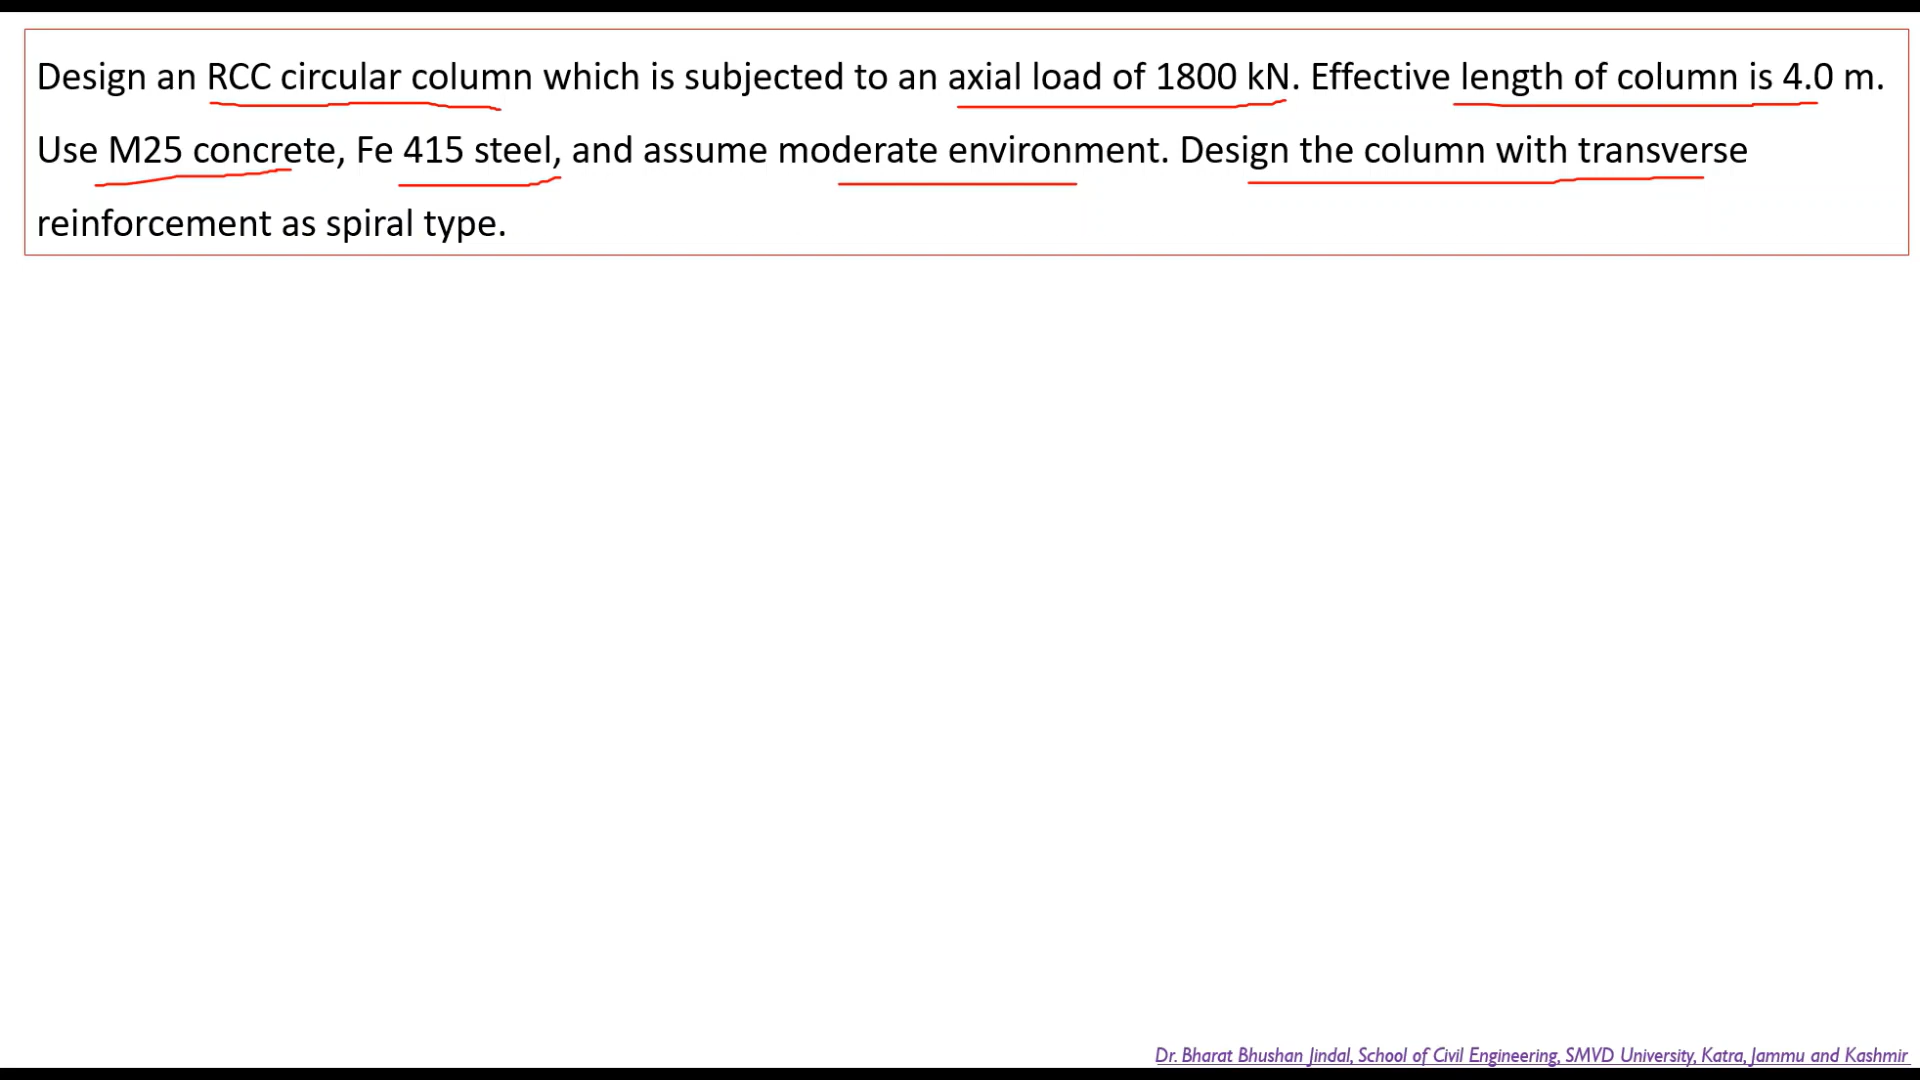 Design an RCC circular column which is subjected to an axial load of 1800 kN. Effective length of column is 4.0 m.
Use M25 concrete, Fe 415 steel, and assume moderate environment. Design the column with transverse
reinforcement as spiral type.
Dr. Bharat Bhushan Jindal, School of Civil Engineering, SMVD University, Katra, Jammu and Kashmir